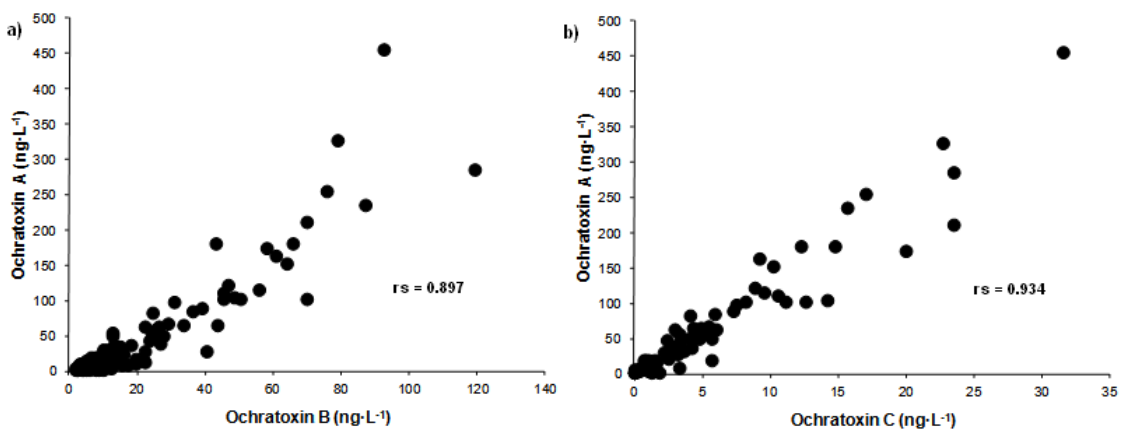 a)
Ochratoxin A (ng·L⁻¹)
500
450
400
350
300
250
200
150
100
50
0
rs = 0.897
0 20 40 60 80 100 120 140
Ochratoxin B (ng·L⁻¹)
b)
Ochratoxin A (ng·L⁻¹)
500
450
400
350
300
250
200
150
100
50
0
rs = 0.934
0 5 10 15 20 25 30 35
Ochratoxin C (ng·L⁻¹)